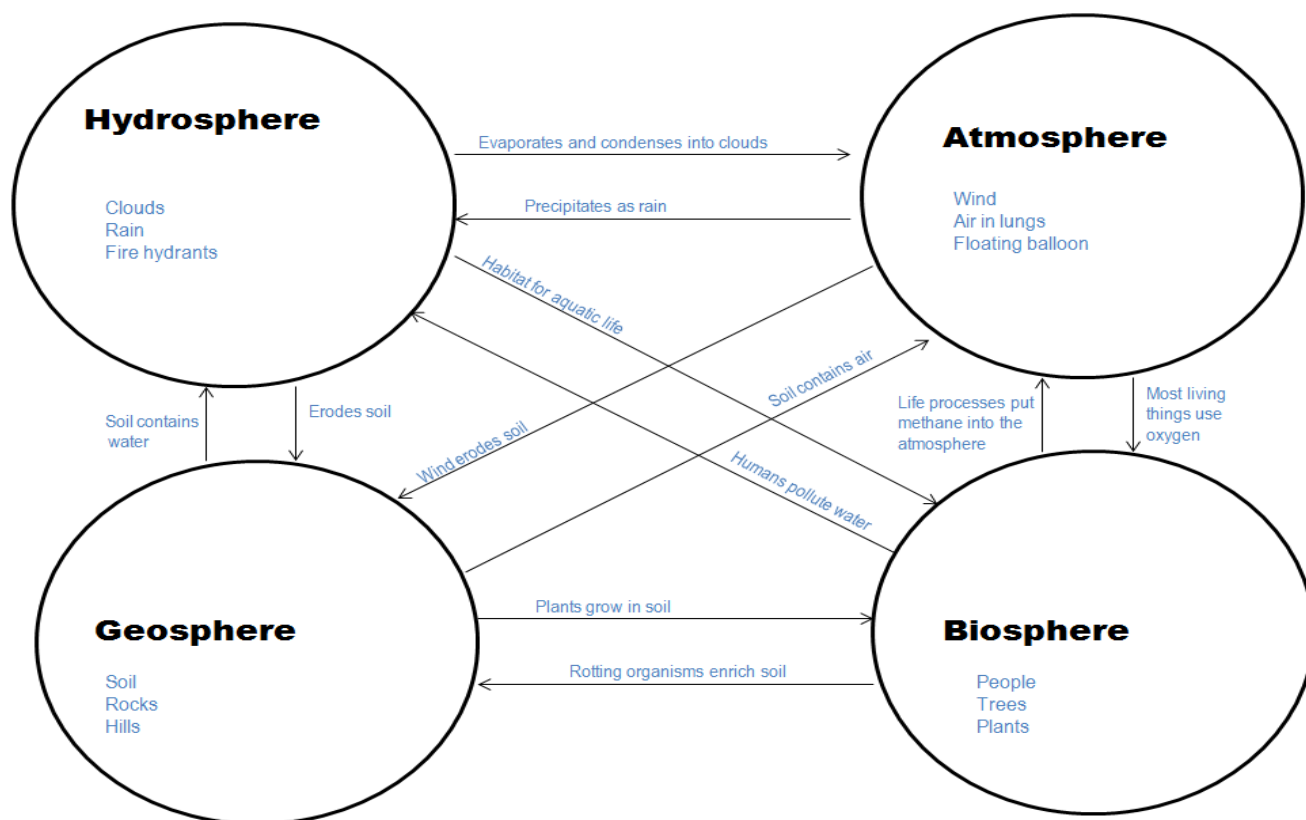 Hydrosphere
Clouds
Rain
Fire hydrants
Atmosphere
Wind
Air in lungs
Floating balloon
Evaporates and condenses into clouds
Precipitates as rain
Habitat for aquatic life
Soil contains air
Wind erodes soil
Humans pollute water
Soil contains
water
Erodes soil
Life processes put
methane into the
atmosphere
Most living
things use
oxygen
Plants grow in soil
Rotting organisms enrich soil
Geosphere
Soil
Rocks
Hills
Biosphere
People
Trees
Plants